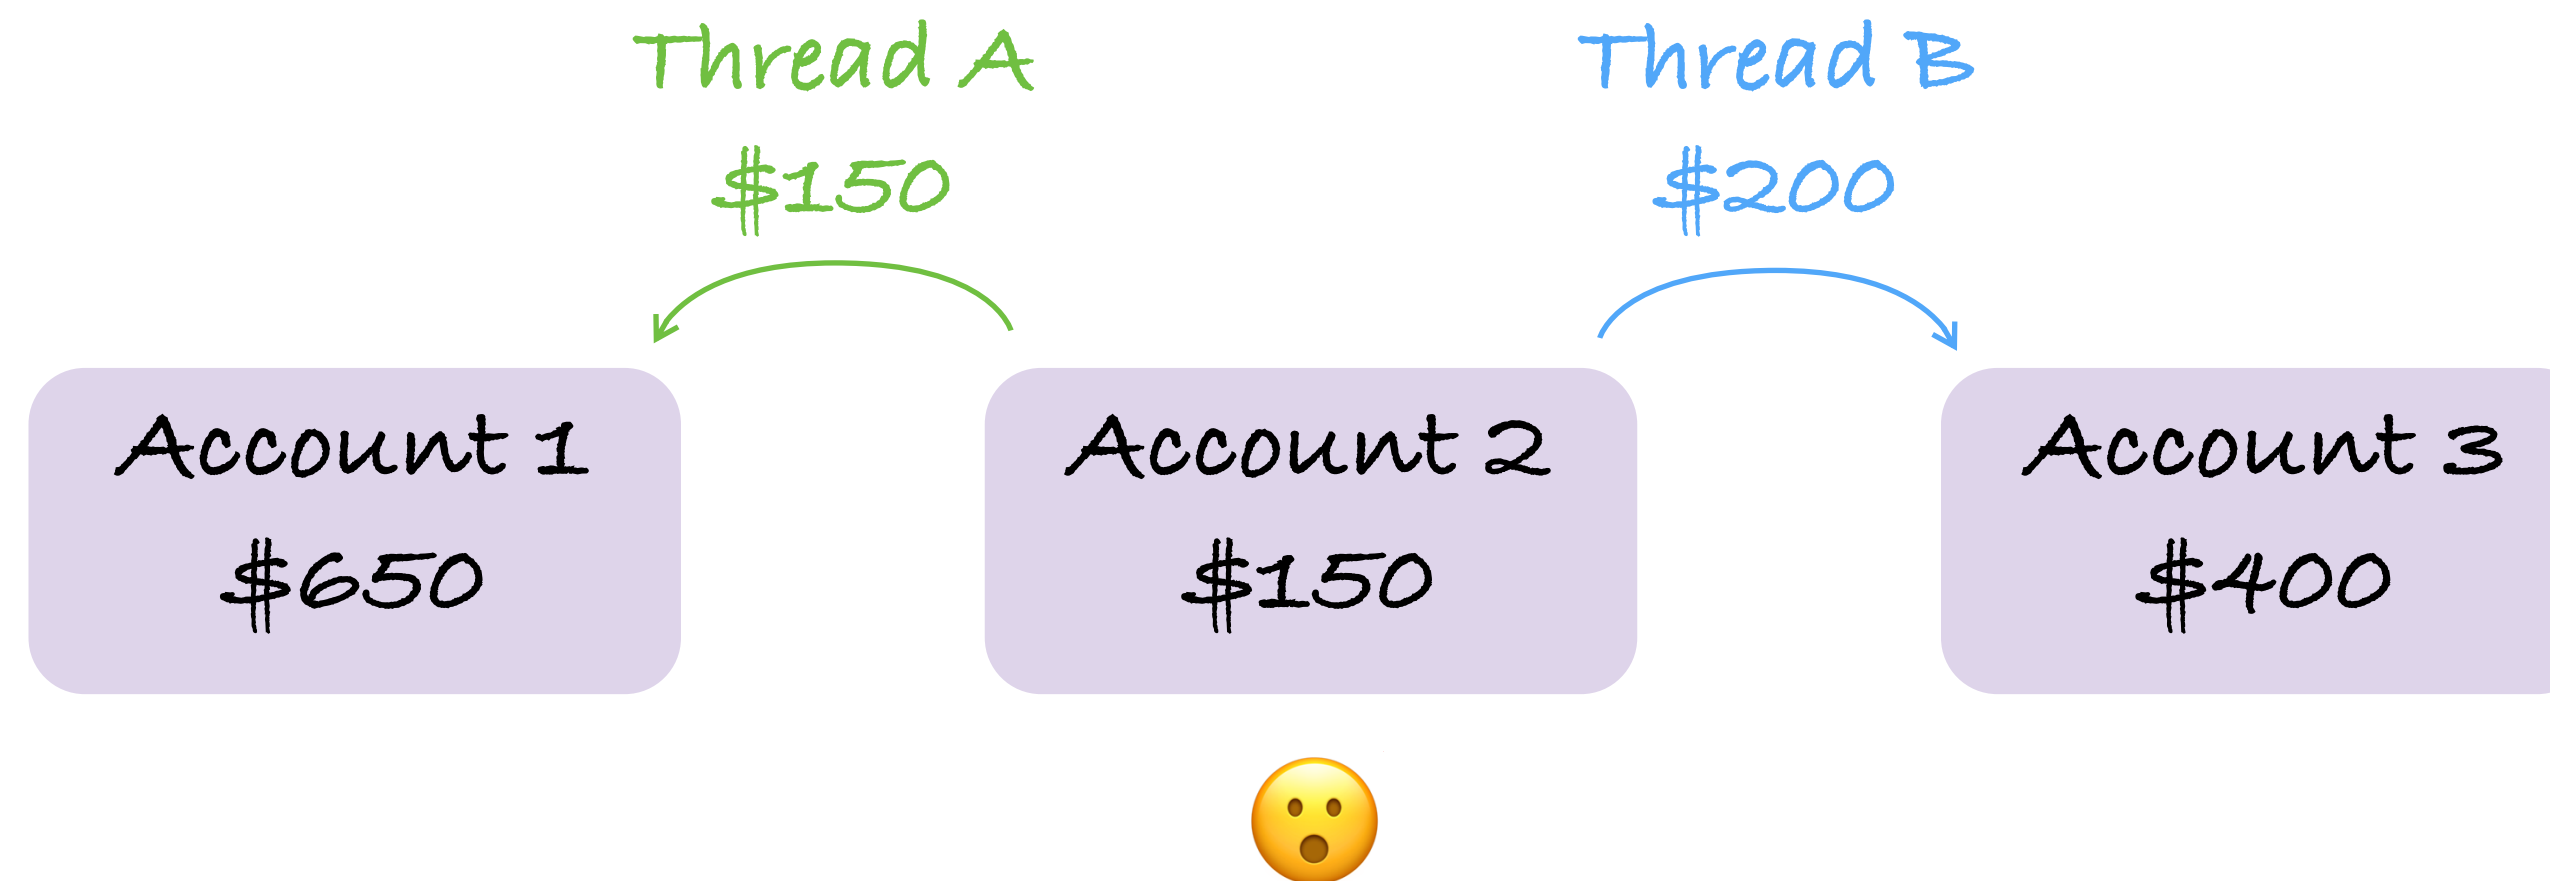 Thread A
$150
Thread B
$200
Account 1
$650
Account 2
$150
Account 3
$400